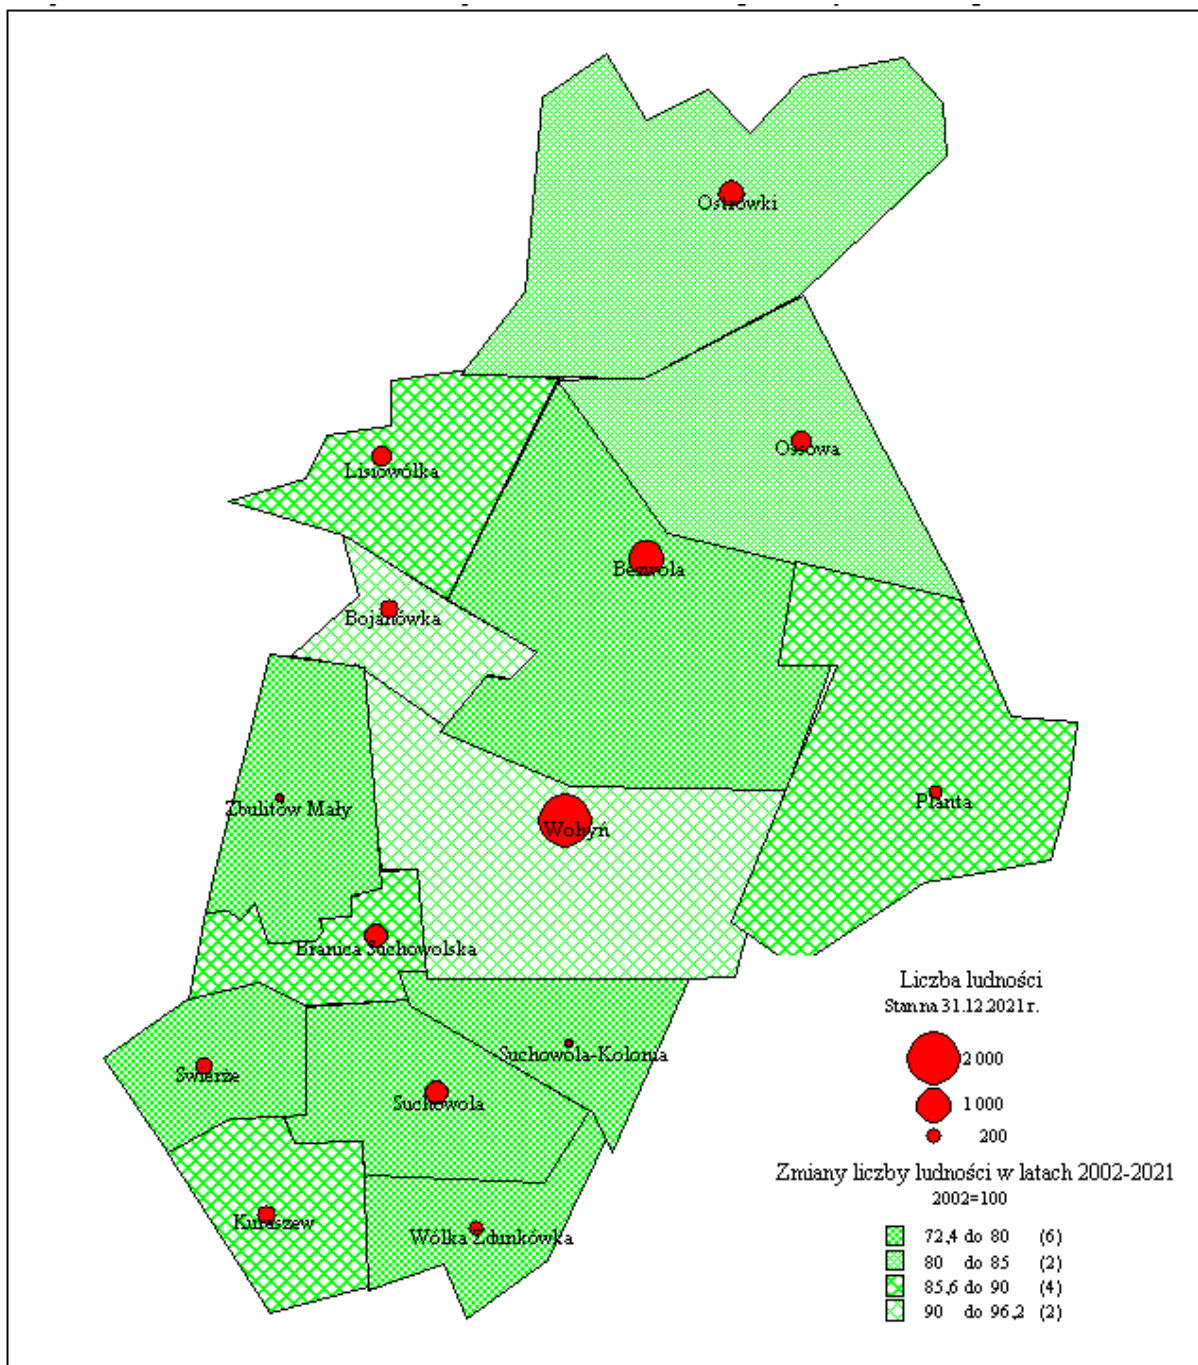 Ostrówki
Ossowa
Lisiowólka
Bezwola
Bojanówka
Planta
Zbulitów Mały
Wohyń
Branica Suchowolska
Suchowola-Kolonia
Świerze
Suchowola
Kuraszew
Wólka Zdunkówka
Liczba ludności
Stan na 31.12.2021 r.
2 000
1 000
200
Zmiany liczby ludności w latach 2002-2021
2002=100
72,4 do 80 (6)
80 do 85 (2)
85,6 do 90 (4)
90 do 96,2 (2)